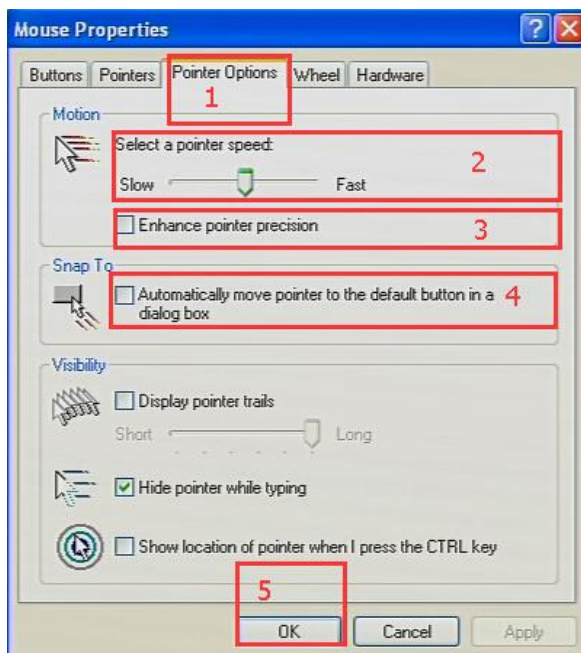 Mouse Properties
Buttons Pointers Pointer Options Wheel Hardware
1
Motion
Select a pointer speed:
2
Slow Fast
Enhance pointer precision
3
Snap To
Automatically move pointer to the default button in a
dialog box
4
Visibility
Display pointer trails
Short Long
Hide pointer while typing
Show location of pointer when I press the CTRL key
5
OK Cancel Apply